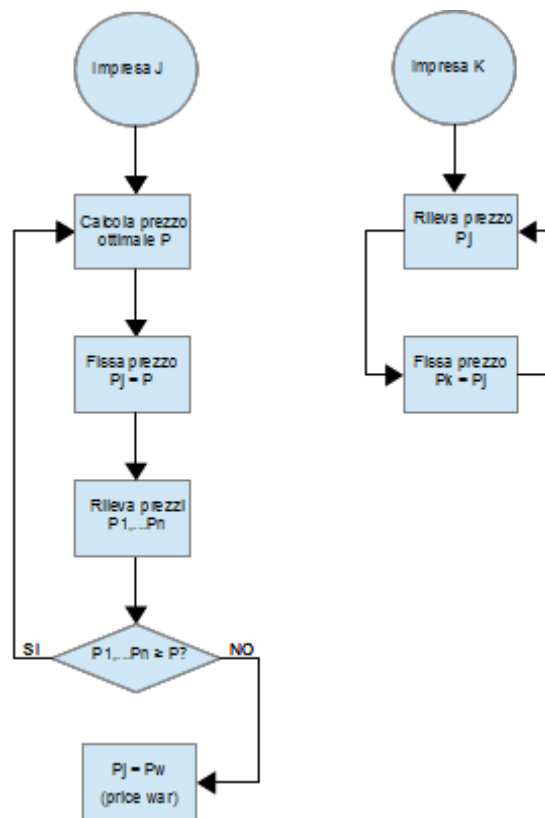 Impresa J
Calcola prezzo
ottimale P
Fissa prezzo
Pj = P
Rileva prezzi
P1,...Pn
P1,...Pn ≥ P?
SI
NO
Pj = Pw
(price war)
Impresa K
Rileva prezzo
Pj
Fissa prezzo
Pk = Pj